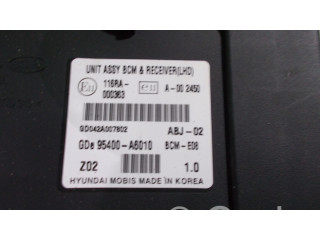 UNIT ASSY BCM & RECEIVER(LHD)
116RA-
000363
A-00 2450
GD042A007802
ABJ-02
GDe 95400-A6010
BCM-E08
Z02
1.0
HYUNDAI MOBIS MADE IN KOREA